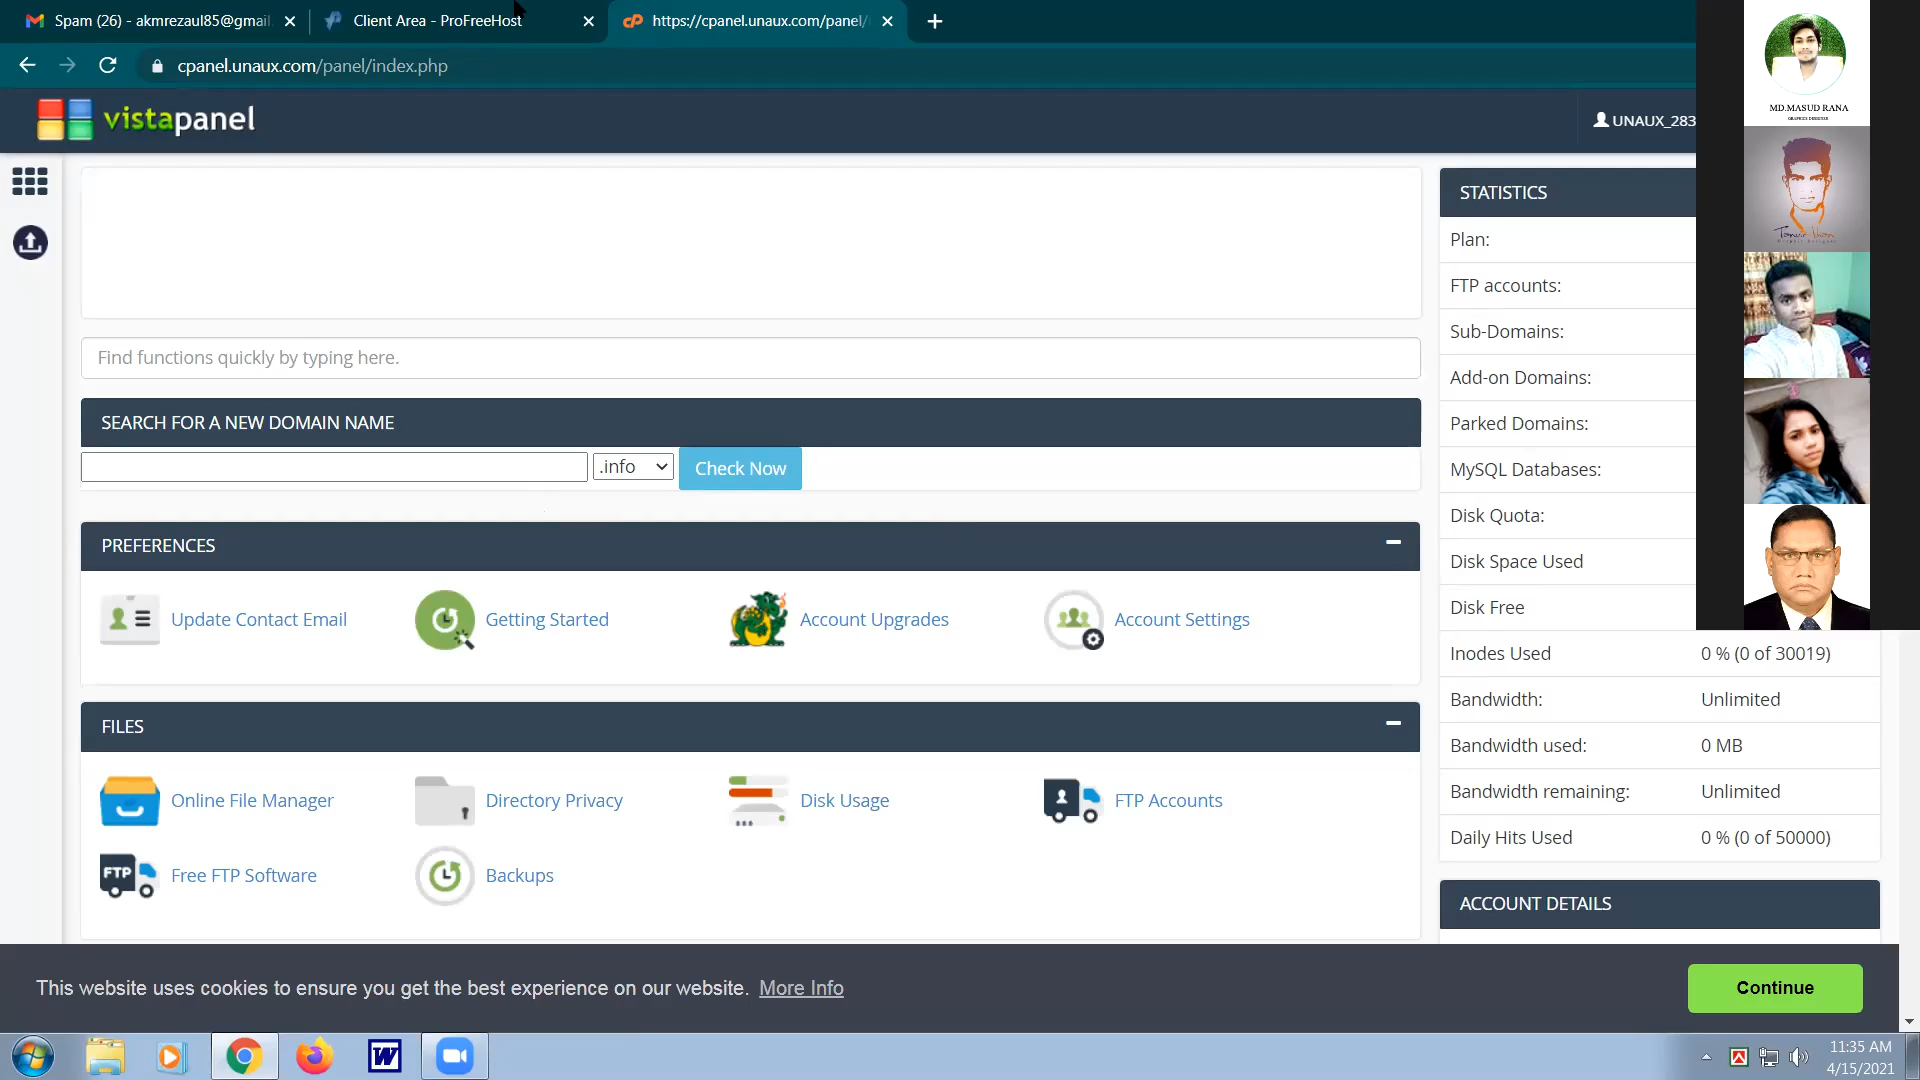 Spam (26) - akmrezaul85@gmail
Client Area - ProFreeHost
https://cpanel.unaux.com/panel/
cpanel.unaux.com/panel/index.php
vistapanel
UNAUX_283
MD.MASUD RANA
GRAPHICS DESIGNER
STATISTICS
Plan:
FTP accounts:
Sub-Domains:
Add-on Domains:
Parked Domains:
MySQL Databases:
Disk Quota:
Disk Space Used
Disk Free
Inodes Used 0 % (0 of 30019)
Bandwidth: Unlimited
Bandwidth used: 0 MB
Bandwidth remaining: Unlimited
Daily Hits Used 0 % (0 of 50000)
ACCOUNT DETAILS
Find functions quickly by typing here.
SEARCH FOR A NEW DOMAIN NAME
.info
Check Now
PREFERENCES
Update Contact Email
Getting Started
Account Upgrades
Account Settings
FILES
Online File Manager
Directory Privacy
Disk Usage
FTP Accounts
FTP
Free FTP Software
Backups
This website uses cookies to ensure you get the best experience on our website. More Info
Continue
11:35 AM
4/15/2021